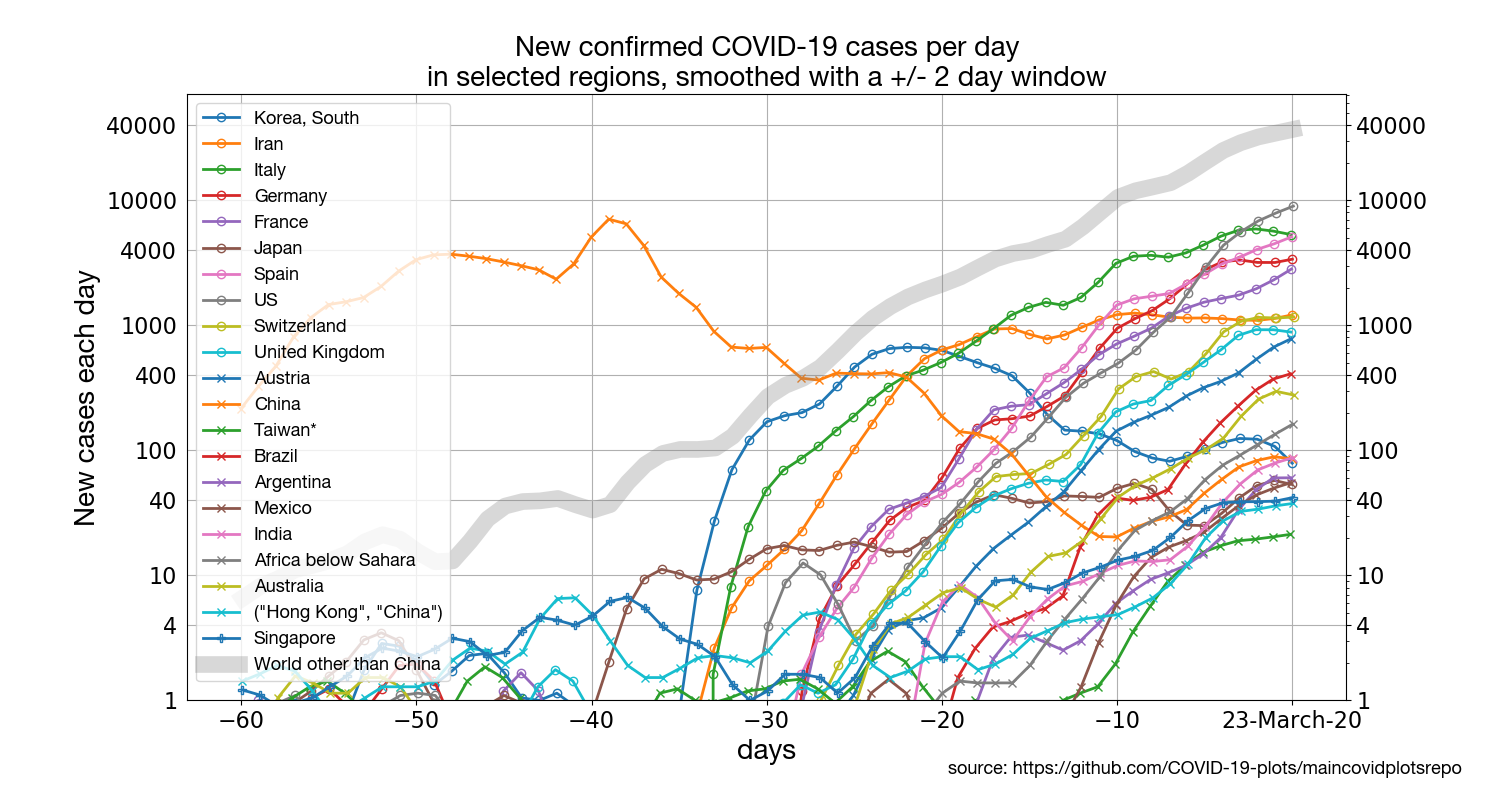 New confirmed COVID-19 cases per day
in selected regions, smoothed with a +/- 2 day window
New cases each day
40000
10000
4000
1000
400
100
40
10
4
1
Korea, South
Iran
Italy
Germany
France
Japan
Spain
US
Switzerland
United Kingdom
Austria
China
Taiwan*
Brazil
Argentina
Mexico
India
Africa below Sahara
Australia
("Hong Kong", "China")
Singapore
World other than China
40000
10000
4000
1000
400
100
40
10
4
1
−60
−50
−40
−30
−20
−10
23-March-20
days
source: https://github.com/COVID-19-plots/maincovidplotsrepo